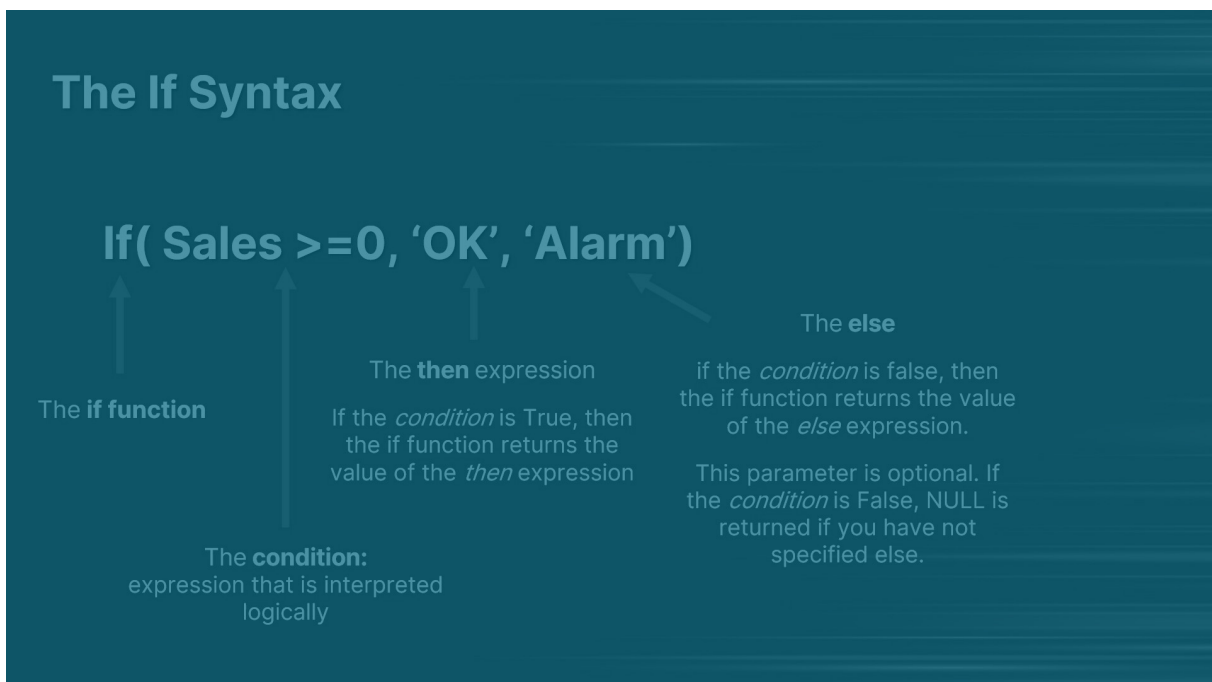 The If Syntax
If( Sales >=0, ‘OK’, ‘Alarm’)
The if function
The condition:
expression that is interpreted
logically
The then expression
If the condition is True, then
the if function returns the
value of the then expression
The else
if the condition is false, then
the if function returns the value
of the else expression.
This parameter is optional. If
the condition is False, NULL is
returned if you have not
specified else.